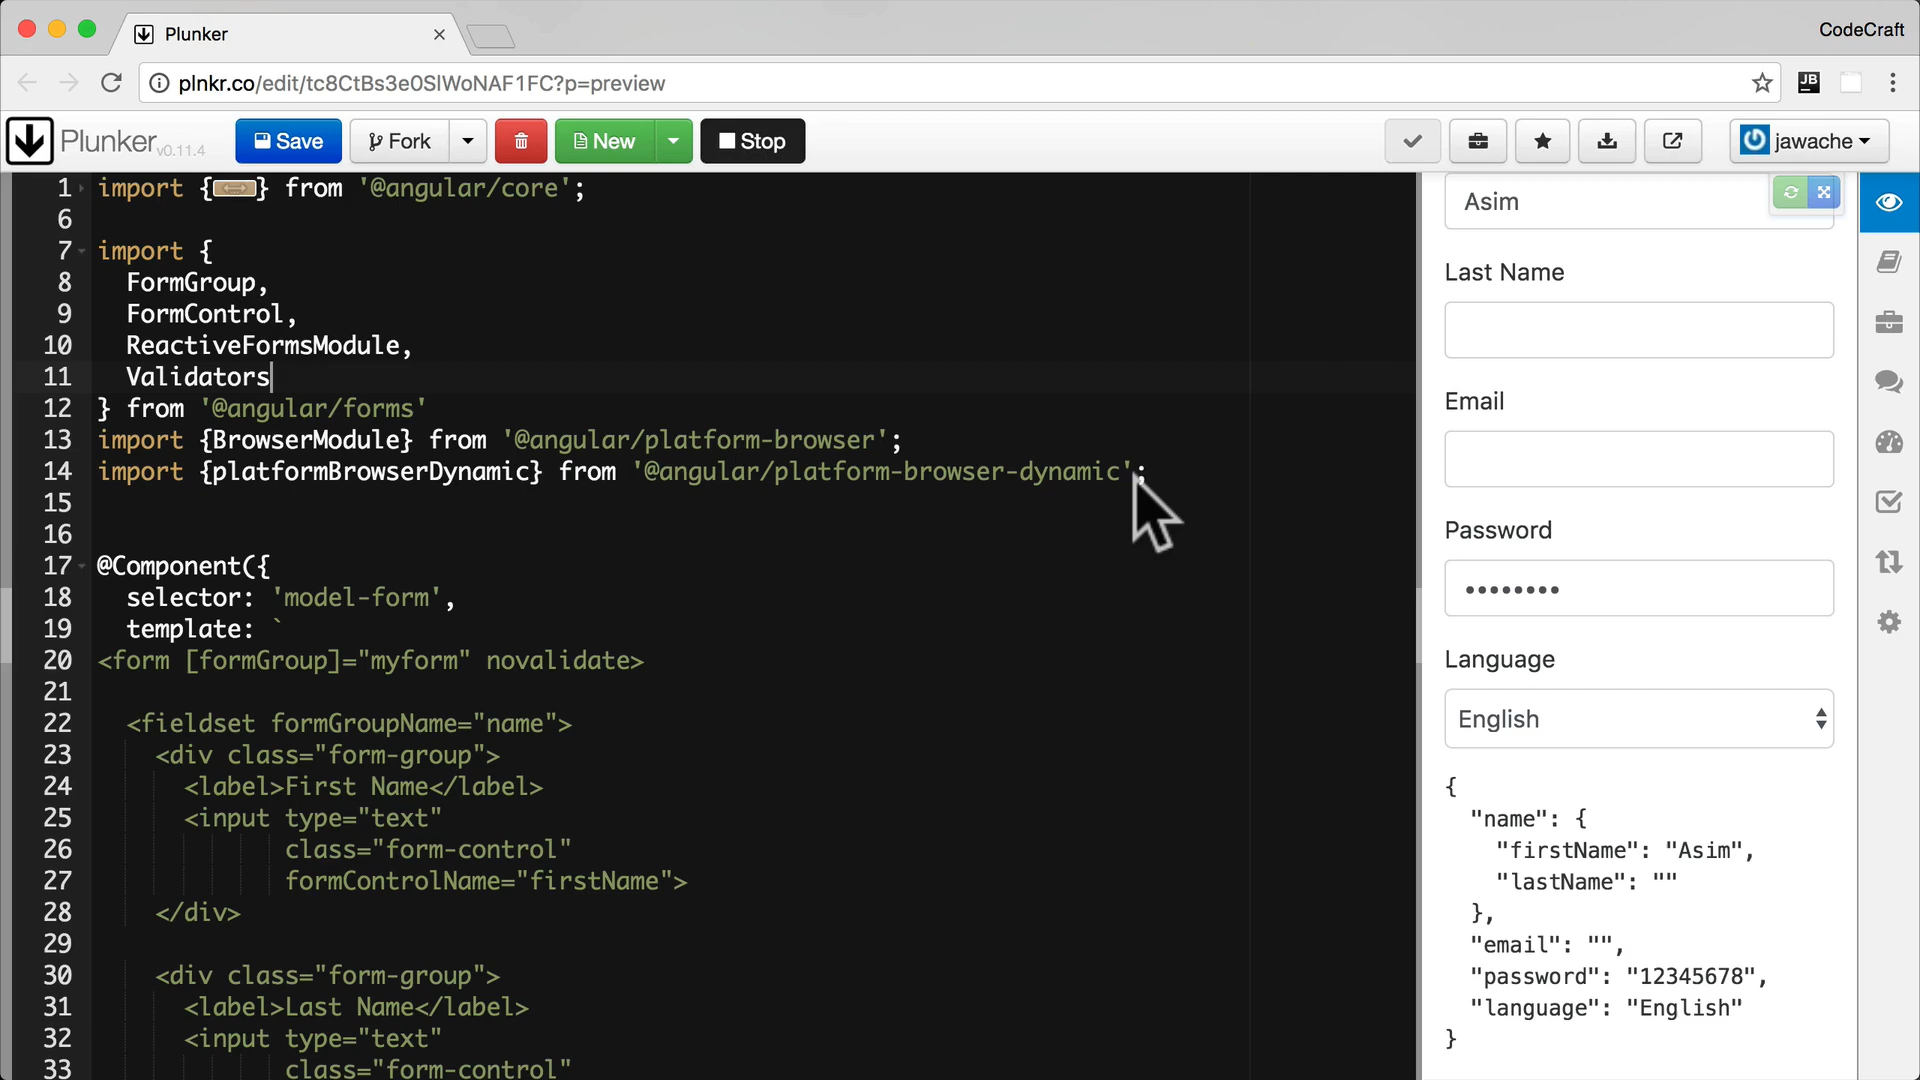 Plunker
CodeCraft
plnkr.co/edit/tc8CtBs3e0SlWoNAF1FC?p=preview
JB
Plunker v0.11.4
Save
Fork
New
Stop
jawache
1 import {} from '@angular/core';
6
7 import {
8 FormGroup,
9 FormControl,
10 ReactiveFormsModule,
11 Validators
12 } from '@angular/forms'
13 import {BrowserModule} from '@angular/platform-browser';
14 import {platformBrowserDynamic} from '@angular/platform-browser-dynamic';
15
16
17 @Component({
18 selector: 'model-form',
19 template: `
20 <form [formGroup]="myform" novalidate>
21
22 <fieldset formGroupName="name">
23 <div class="form-group">
24 <label>First Name</label>
25 <input type="text"
26 class="form-control"
27 formControlName="firstName">
28 </div>
29
30 <div class="form-group">
31 <label>Last Name</label>
32 <input type="text"
33 class="form-control"
Asim
Last Name
Email
Password
••••••••
Language
English
{
"name": {
"firstName": "Asim",
"lastName": ""
},
"email": "",
"password": "12345678",
"language": "English"
}